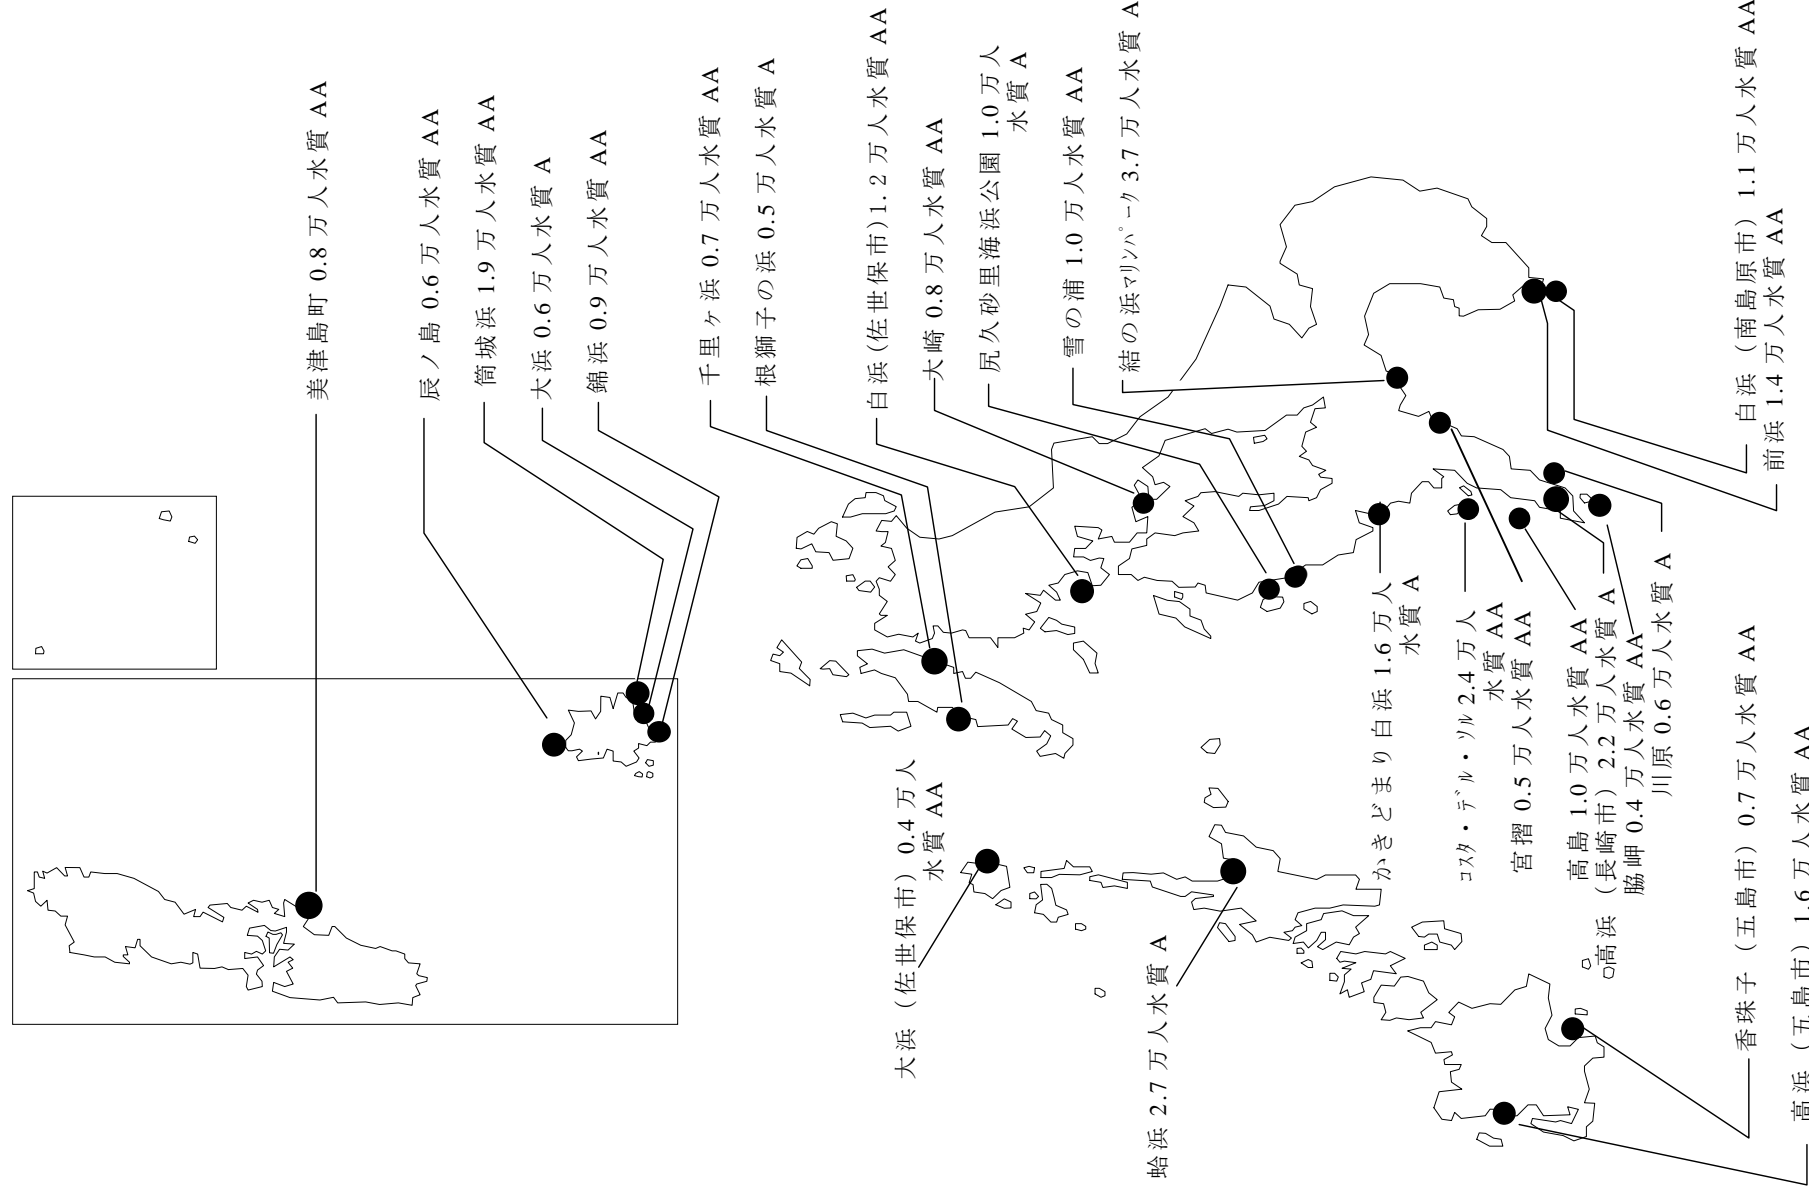 美津島町 0.8 万人水質 AA
辰ノ島 0.6 万人水質 AA
筒城浜 1.9 万人水質 AA
大浜 0.6 万人水質 A
錦浜 0.9 万人水質 AA
千里ヶ浜 0.7 万人水質 AA
根獅子の浜 0.5 万人水質 A
白浜(佐世保市)1.2 万人水質 AA
大崎 0.8 万人水質 AA
尻久砂里海浜公園 1.0 万人
水質 A
雪の浦 1.0 万人水質 AA
結の浜ﾏﾘﾝﾊﾟｰｸ 3.7 万人水質 A
白浜（南島原市）1.1 万人水質 AA
前浜 1.4 万人水質 AA
大浜（佐世保市）0.4 万人
水質 AA
蛤浜 2.7 万人水質 A
かきどまり白浜 1.6 万人
水質 A
ｺｽﾀ・ﾃﾞﾙ・ｿﾙ 2.4 万人
水質 AA
宮摺 0.5 万人水質 AA
高島 1.0 万人水質 AA
高浜（長崎市）2.2 万人水質 A
脇岬 0.4 万人水質 AA
川原 0.6 万人水質 A
香珠子（五島市）0.7 万人水質 AA
高浜（五島市）1.6 万人水質 AA